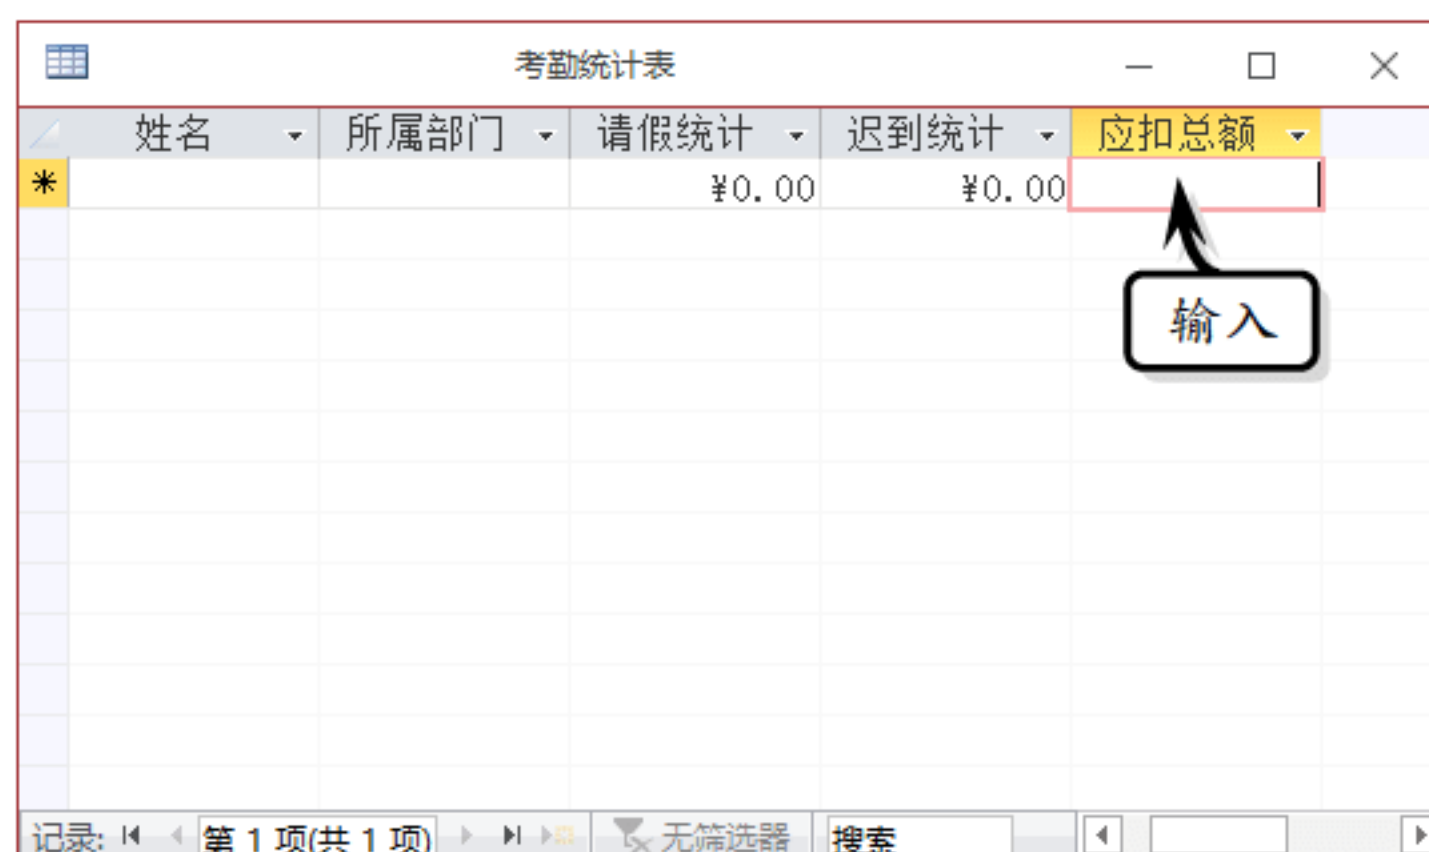 考勤统计表
姓名 所属部门 请假统计 迟到统计 应扣总额
¥0.00 ¥0.00
输入
记录: 第 1 项(共 1 项) 无筛选器 搜索